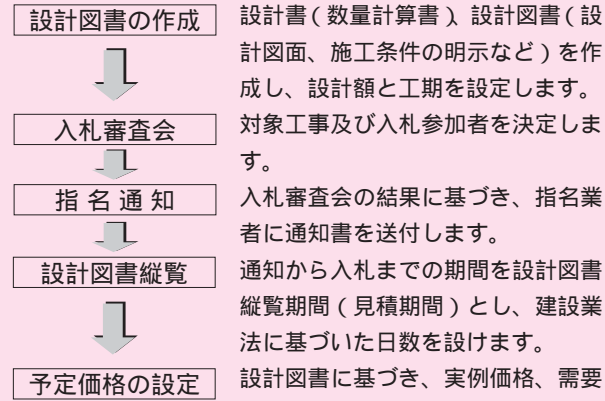 設計図書の作成
設計書(数量計算書)、設計図書(設
計図面、施工条件の明示など)を作
成し、設計額と工期を設定します。
入札審査会
対象工事及び入札参加者を決定しま
す。
指 名 通 知
入札審査会の結果に基づき、指名業
者に通知書を送付します。
設計図書縦覧
通知から入札までの期間を設計図書
縦覧期間(見積期間)とし、建設業
法に基づいた日数を設けます。
予定価格の設定
設計図書に基づき、実例価格、需要